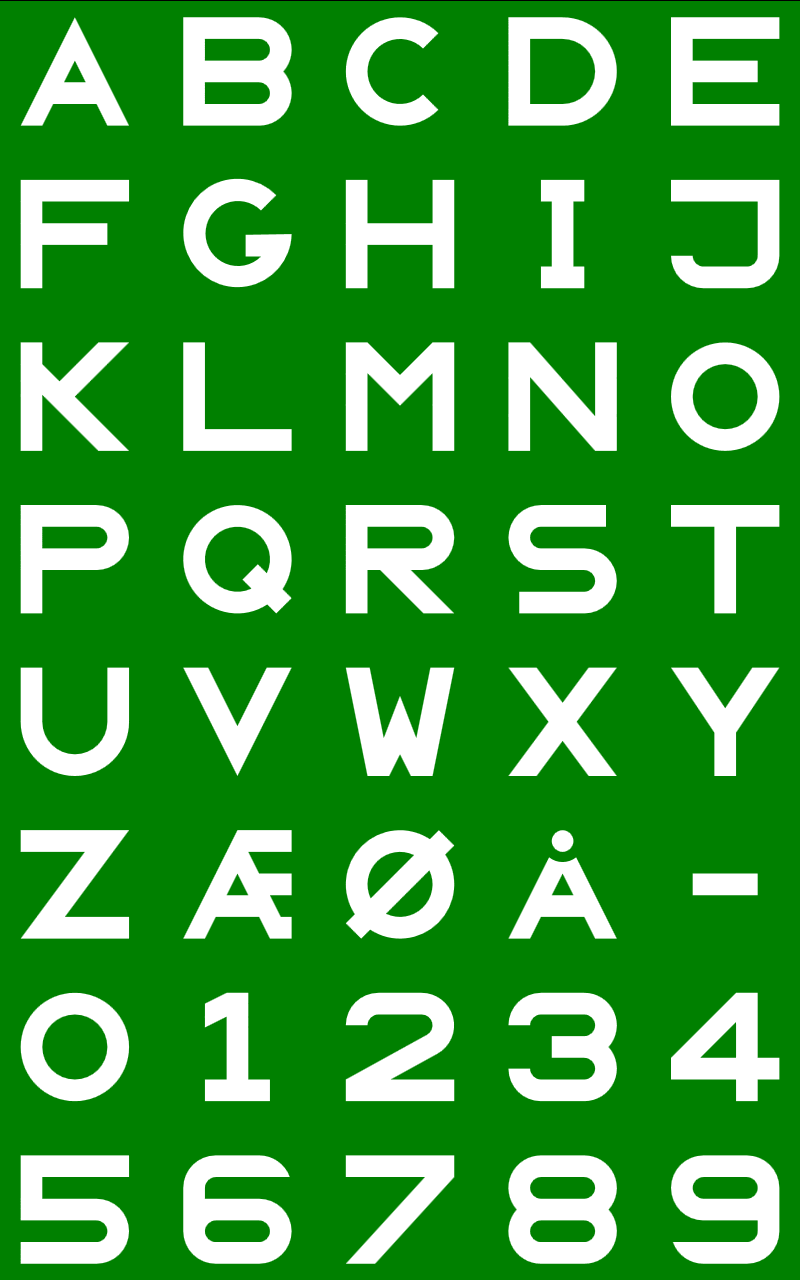 A B C D E
F G H I J
K L M N O
P Q R S T
U V W X Y
Z Æ Ø Å -
0 1 2 3 4
5 6 7 8 9